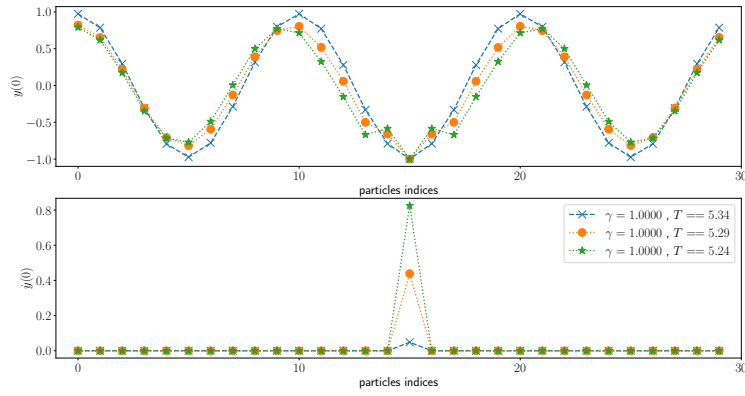 1.0
0.5
0.0
−0.5
−1.0
y(0)
0 10 20 30
particles indices
0.8
0.6
0.4
0.2
0.0
ẏ(0)
γ = 1.0000 , T == 5.34
γ = 1.0000 , T == 5.29
γ = 1.0000 , T == 5.24
0 10 20 30
particles indices